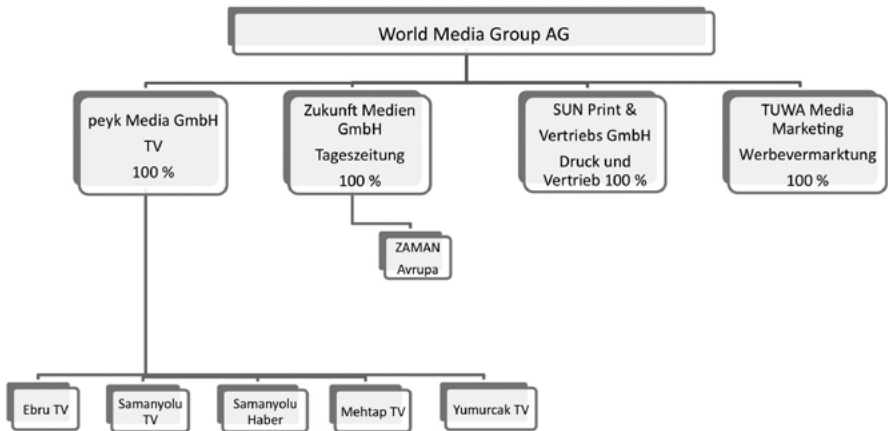 World Media Group AG
peyk Media GmbH
TV
100 %
Zukunft Medien
GmbH
Tageszeitung
100 %
SUN Print &
Vertriebs GmbH
Druck und
Vertrieb 100 %
TUWA Media
Marketing
Werbevermarktung
100 %
ZAMAN
Avrupa
Ebru TV
Samanyolu
TV
Samanyolu
Haber
Mehtap TV
Yumurcak TV